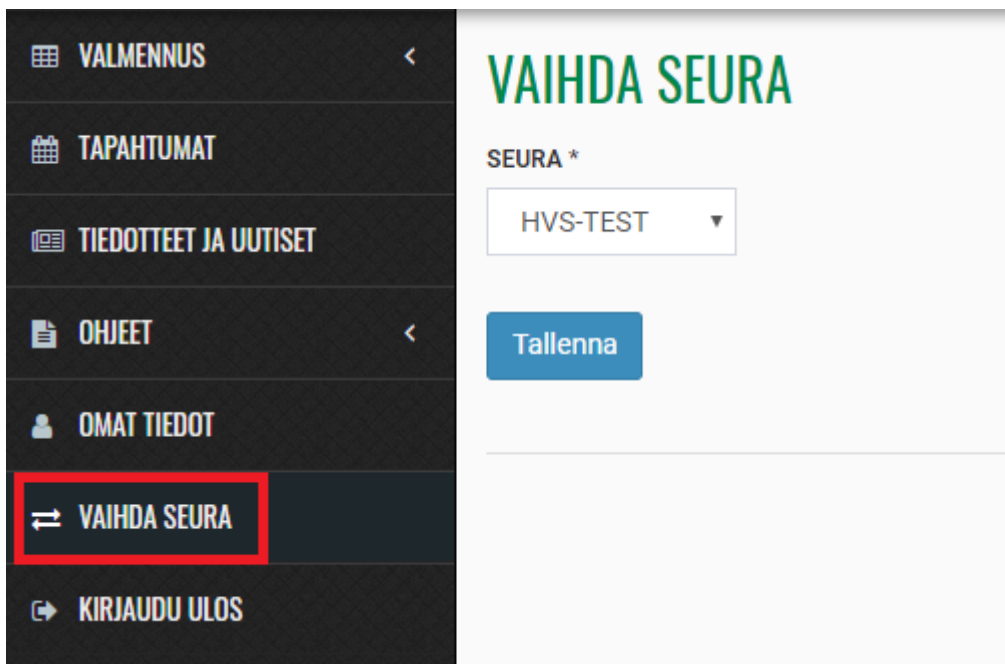 VALMENNUS
TAPAHTUMAT
TIEDOTTEET JA UUTISET
OHJEET
OMAT TIEDOT
VAIHDA SEURA
KIRJAUDU ULOS
VAIHDA SEURA
SEURA *
HVS-TEST
Tallenna